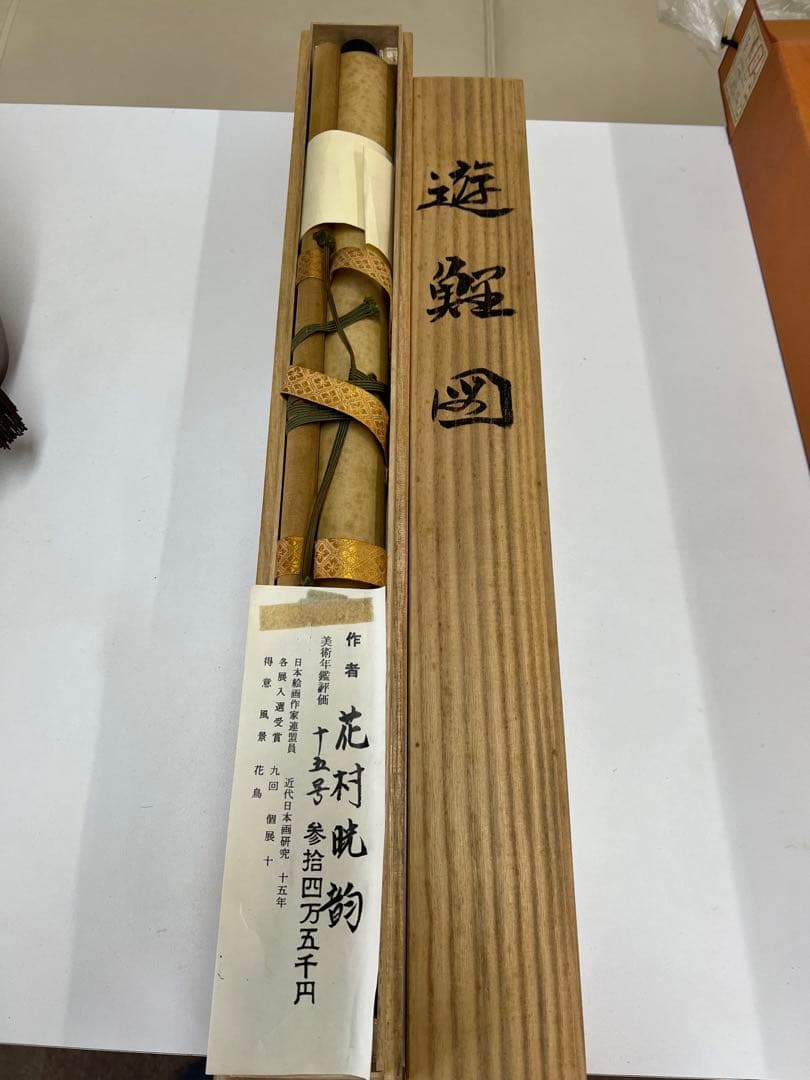 遊鯉図
作者 花村晄韵
美術年鑑評価 十五号 参拾四万五千円
日本絵画作家連盟員 近代日本画研究 十五年
各展入選受賞 九回 個展 十
得意 風景 花鳥